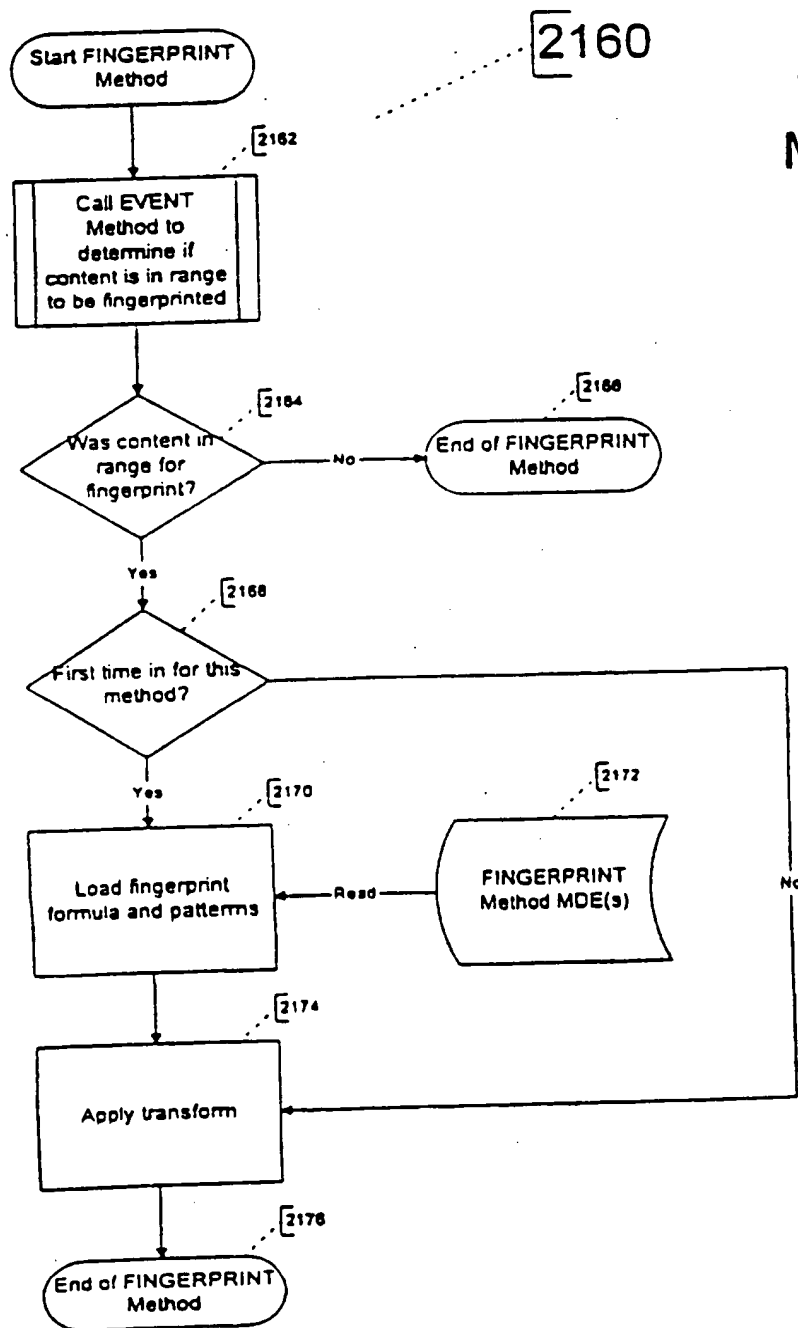 2160
Start FINGERPRINT
Method
2162
Call EVENT
Method to
determine if
content is in range
to be fingerprinted
2164
Was content in
range for
fingerprint?
No
2166
End of FINGERPRINT
Method
Yes
2168
First time in for this
method?
Yes
No
2170
Load fingerprint
formula and patterms
Read
2172
FINGERPRINT
Method MDE(s)
2174
Apply transform
2176
End of FINGERPRINT
Method